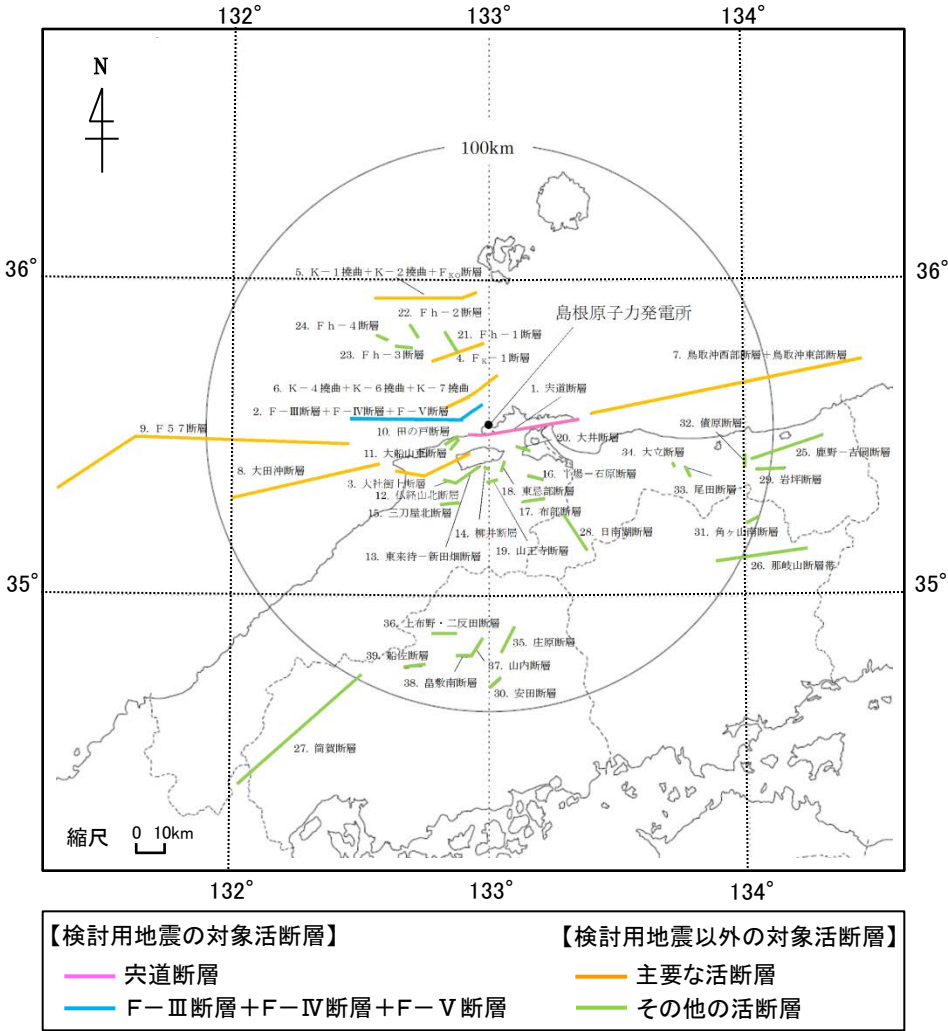 132°
133°
134°
N
100km
36°
36°
5. K－1撓曲＋K－2撓曲＋FKO断層
22. Fh－2断層
24. Fh－4断層
21. Fh－1断層
23. Fh－3断層
4. FK－1断層
島根原子力発電所
7. 鳥取沖西部断層＋鳥取沖東部断層
6. K－4撓曲＋K－6撓曲＋K－7撓曲
1. 宍道断層
2. F－Ⅲ断層＋F－Ⅳ断層＋F－Ⅴ断層
9. F57断層
10. 田の戸断層
20. 大井断層
32. 倭原断層
11. 大船山東断層
34. 大立断層
25. 鹿野－吉岡断層
8. 大田沖断層
3. 大社衝上断層
16. 半場－石原断層
29. 岩坪断層
12. 仏経山北断層
18. 東忌部断層
33. 尾田断層
15. 三刀屋北断層
17. 布部断層
14. 柳井断層
28. 日南湖断層
31. 角ヶ山南断層
13. 東来待－新田畑断層
19. 山王寺断層
26. 那岐山断層帯
35°
35°
36. 上布野・二反田断層
35. 庄原断層
39. 船佐断層
37. 山内断層
38. 畠敷南断層
30. 安田断層
27. 筒賀断層
縮尺 0 10km
132°
133°
134°
【検討用地震の対象活断層】
【検討用地震以外の対象活断層】
宍道断層
主要な活断層
F－Ⅲ断層＋F－Ⅳ断層＋F－Ⅴ断層
その他の活断層